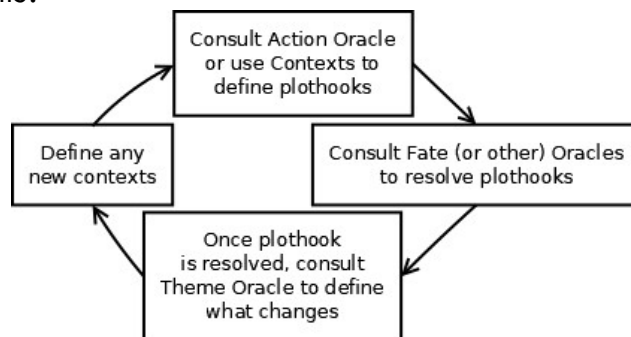 Consult Action Oracle
or use Contexts to
define plothooks
Define any
new contexts
Consult Fate (or other) Oracles
to resolve plothooks
Once plothook
is resolved, consult
Theme Oracle to define
what changes